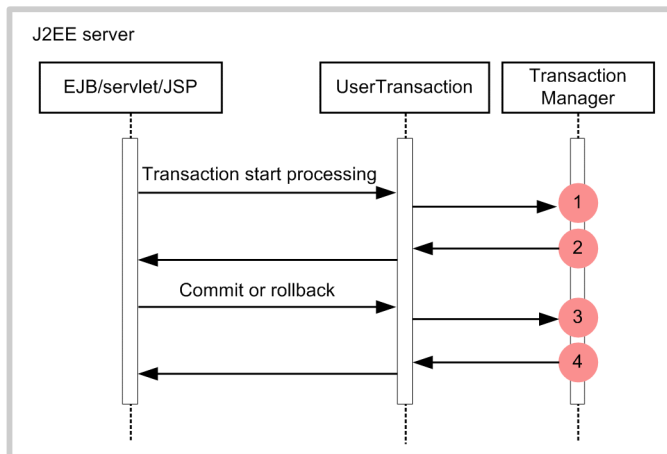 J2EE server
EJB/servlet/JSP
UserTransaction
Transaction
Manager
Transaction start processing
1
2
Commit or rollback
3
4